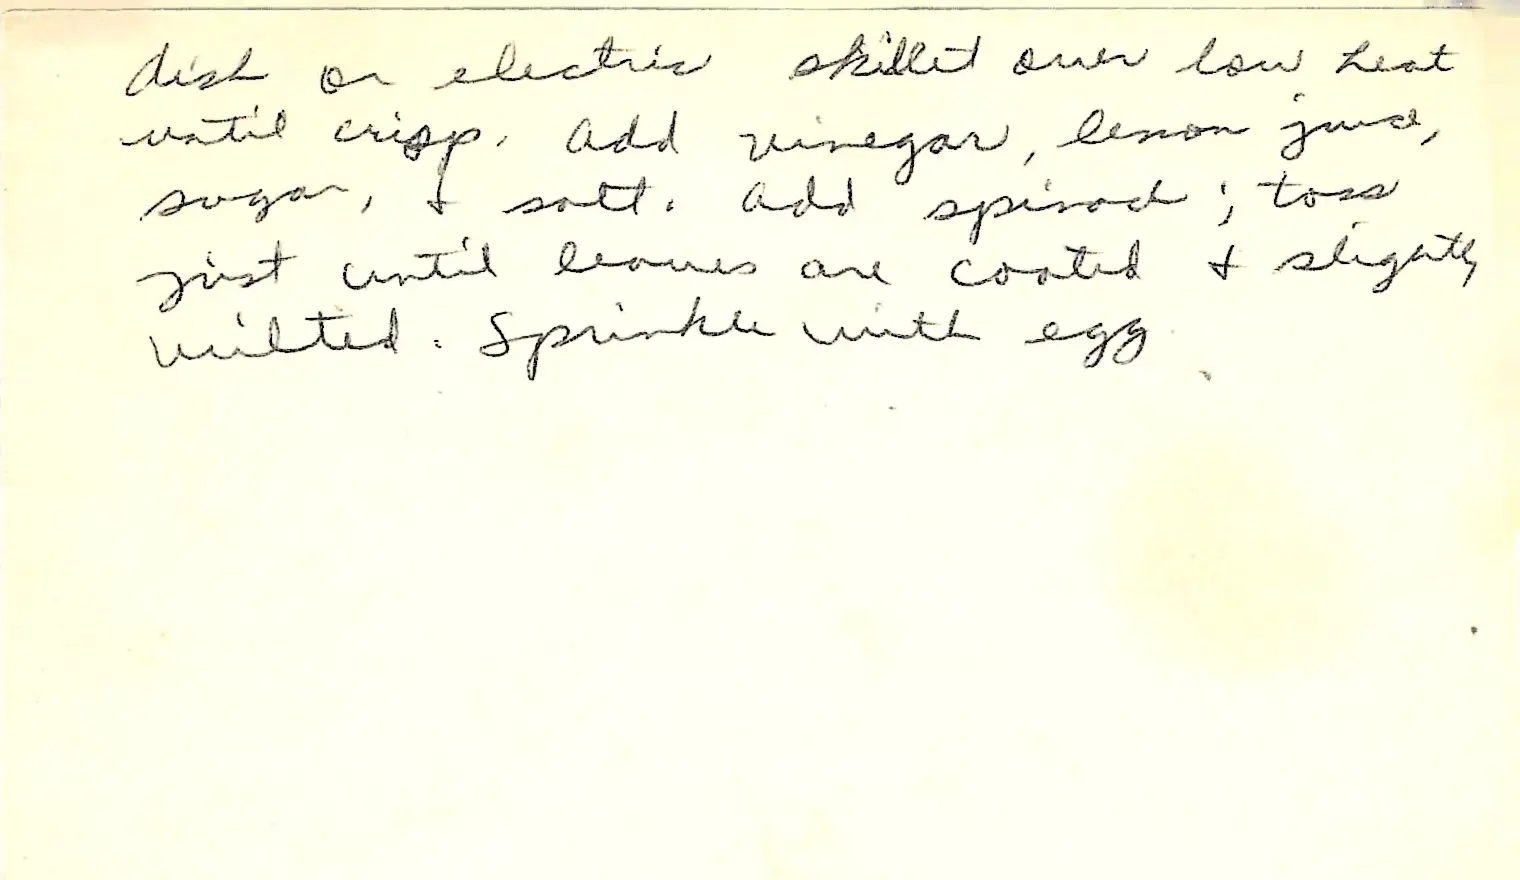 dish or electric skillet over low heat
until crisp. Add vinegar, lemon juice,
sugar, & salt. Add spinach; toss
just until leaves are coated & slightly
wilted. Sprinkle with egg